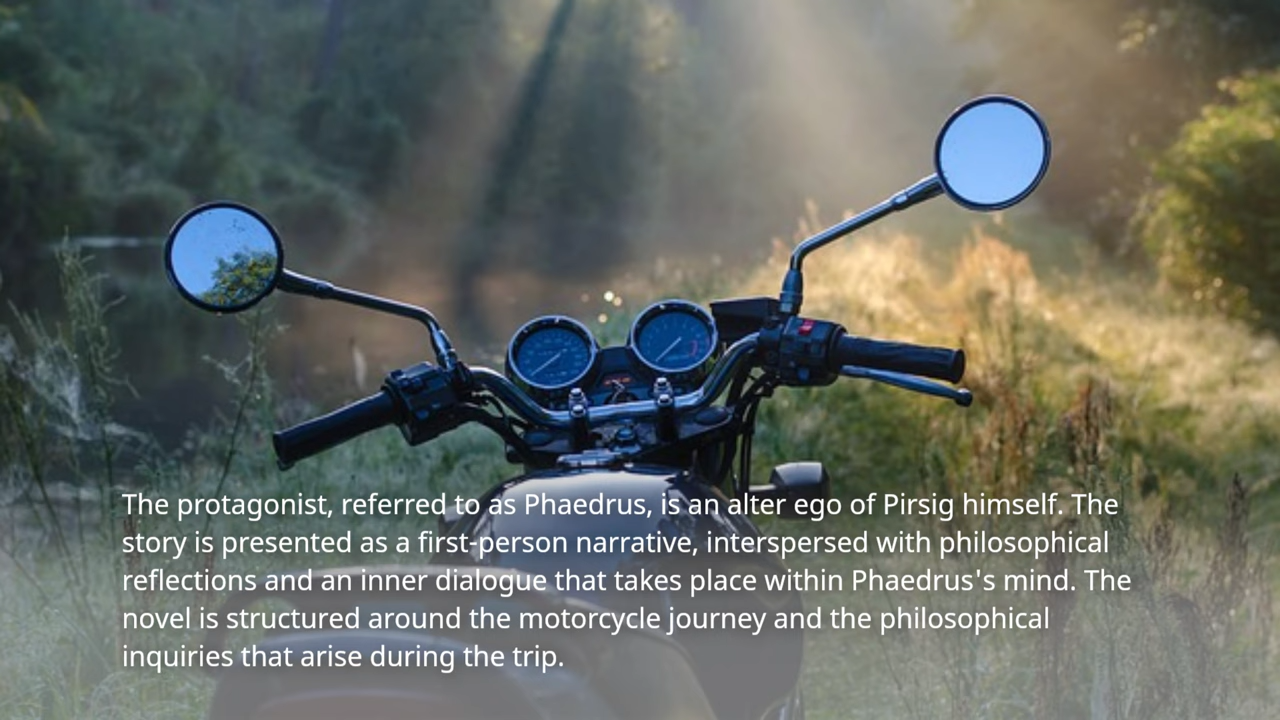 The protagonist, referred to as Phaedrus, is an alter ego of Pirsig himself. The
story is presented as a first-person narrative, interspersed with philosophical
reflections and an inner dialogue that takes place within Phaedrus's mind. The
novel is structured around the motorcycle journey and the philosophical
inquiries that arise during the trip.